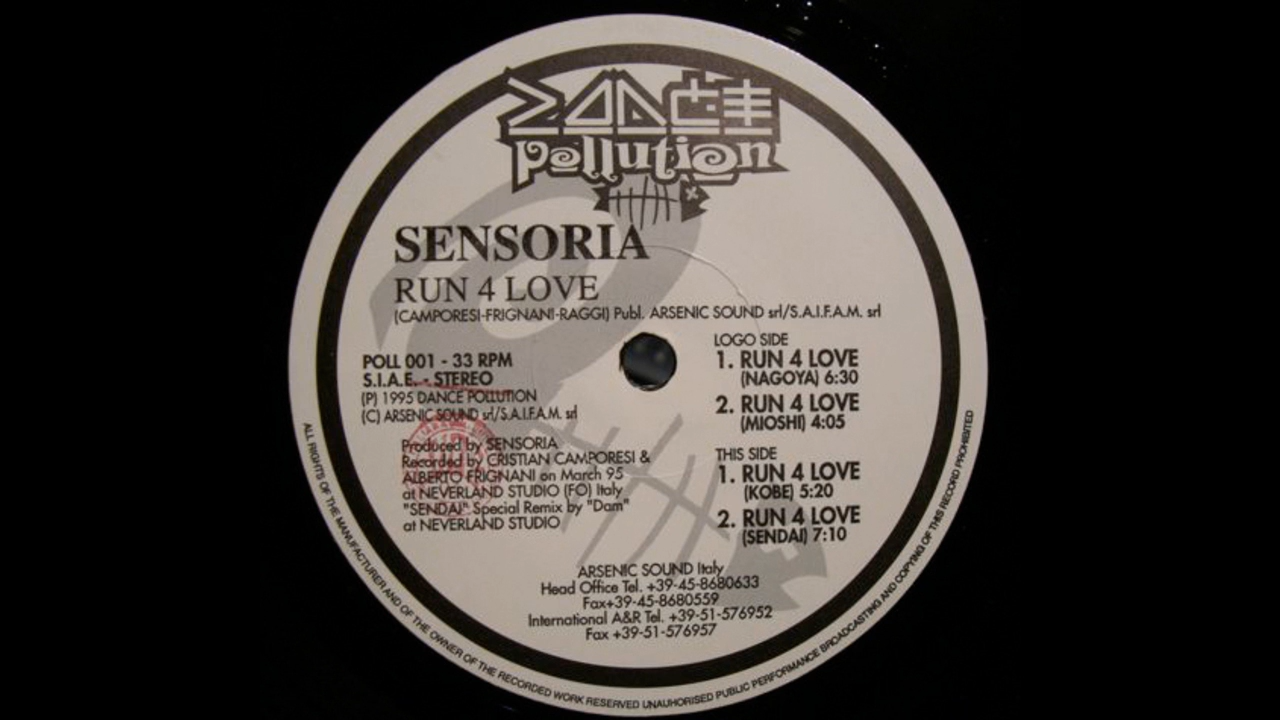 DANCE
pollution
SENSORIA
RUN 4 LOVE
(CAMPORESI-FRIGNANI-RAGGI) Publ. ARSENIC SOUND srl/S.A.I.F.A.M. srl
POLL 001 - 33 RPM
S.I.A.E. - STEREO
(P) 1995 DANCE POLLUTION
(C) ARSENIC SOUND srl/S.A.I.F.A.M. srl
Produced by SENSORIA
Recorded by CRISTIAN CAMPORESI &
ALBERTO FRIGNANI on March 95
at NEVERLAND STUDIO (FO) Italy
"SENDAI" Special Remix by "Dam"
at NEVERLAND STUDIO
LOGO SIDE
1. RUN 4 LOVE
(NAGOYA) 6:30
2. RUN 4 LOVE
(MIOSHI) 4:05
THIS SIDE
1. RUN 4 LOVE
(KOBE) 5:20
2. RUN 4 LOVE
(SENDAI) 7:10
ARSENIC SOUND Italy
Head Office Tel. +39-45-8680633
Fax+39-45-8680559
International A&R Tel. +39-51-576952
Fax +39-51-576957
ALL RIGHTS OF THE MANUFACTURER AND OF THE OWNER OF THE RECORDED WORK RESERVED UNAUTHORISED PUBLIC PERFORMANCE BROADCASTING AND COPYING OF THIS RECORD PROHIBITED